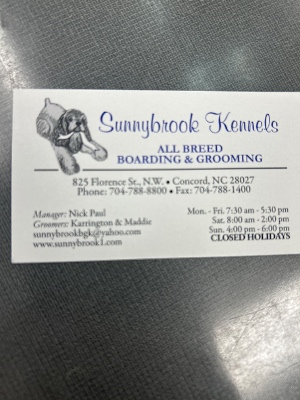 Sunnybrook Kennels
ALL BREED
BOARDING & GROOMING
825 Florence St., N.W. • Concord, NC 28027
Phone: 704-788-8800 • Fax: 704-788-1400
Manager: Nick Paul
Groomers: Karrington & Maddie
sunnybrookbgk@yahoo.com
www.sunnybrook1.com
Mon. - Fri. 7:30 am - 5:30 pm
Sat. 8:00 am - 2:00 pm
Sun. 4:00 pm - 6:00 pm
CLOSED HOLIDAYS